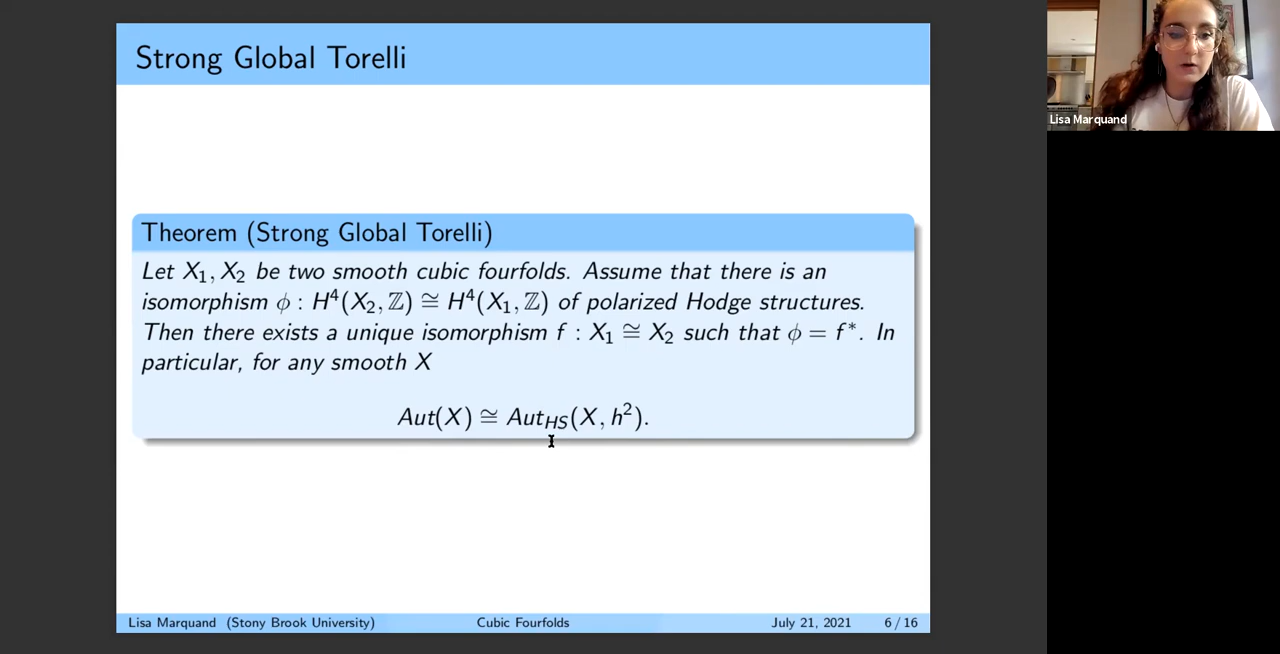 Strong Global Torelli
Lisa Marquand
Theorem (Strong Global Torelli)
Let X₁, X₂ be two smooth cubic fourfolds. Assume that there is an
isomorphism ϕ : H⁴(X₂, ℤ) ≅ H⁴(X₁, ℤ) of polarized Hodge structures.
Then there exists a unique isomorphism f : X₁ ≅ X₂ such that ϕ = f*. In
particular, for any smooth X
Aut(X) ≅ Aut_HS(X, h²).
Lisa Marquand (Stony Brook University) Cubic Fourfolds July 21, 2021 6 / 16